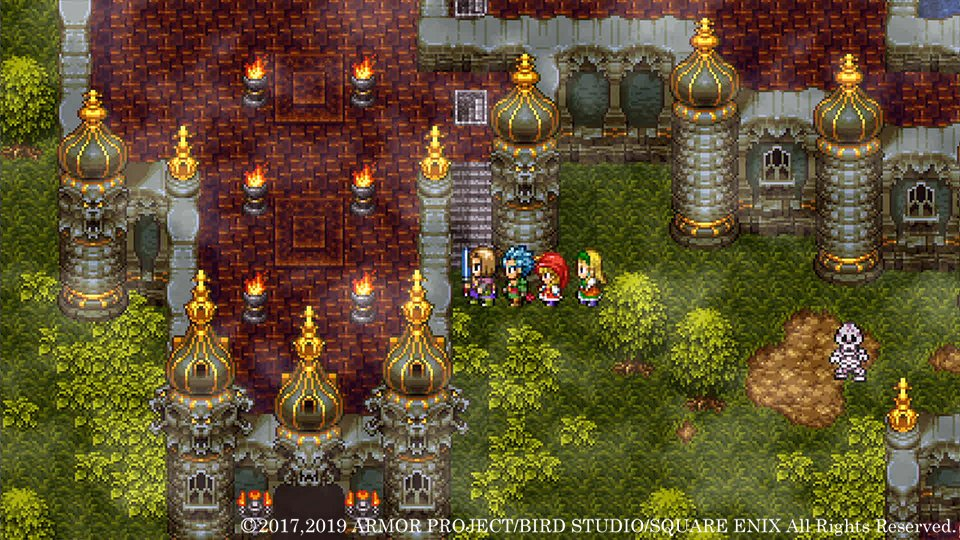 ©2017,2019 ARMOR PROJECT/BIRD STUDIO/SQUARE ENIX All Rights Reserved.